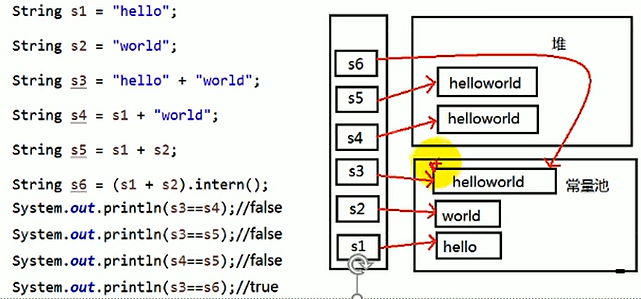 String s1 = "hello";
String s2 = "world";
String s3 = "hello" + "world";
String s4 = s1 + "world";
String s5 = s1 + s2;
String s6 = (s1 + s2).intern();
System.out.println(s3==s4);//false
System.out.println(s3==s5);//false
System.out.println(s4==s5);//false
System.out.println(s3==s6);//true
堆
s6
s5
helloworld
s4
helloworld
s3
helloworld
常量池
s2
world
s1
hello